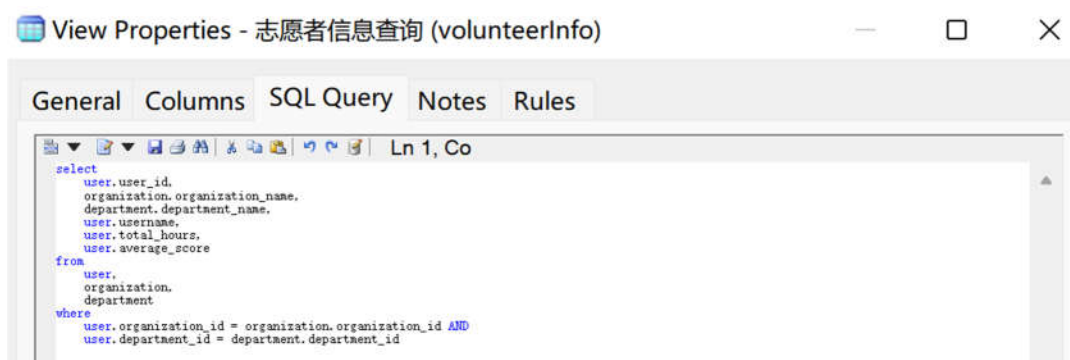 View Properties - 志愿者信息查询 (volunteerInfo)
General Columns SQL Query Notes Rules
Ln 1, Co
select
user.user_id,
organization.organization_name,
department.department_name,
user.username,
user.total_hours,
user.average_score
from
user,
organization,
department
where
user.organization_id = organization.organization_id AND
user.department_id = department.department_id